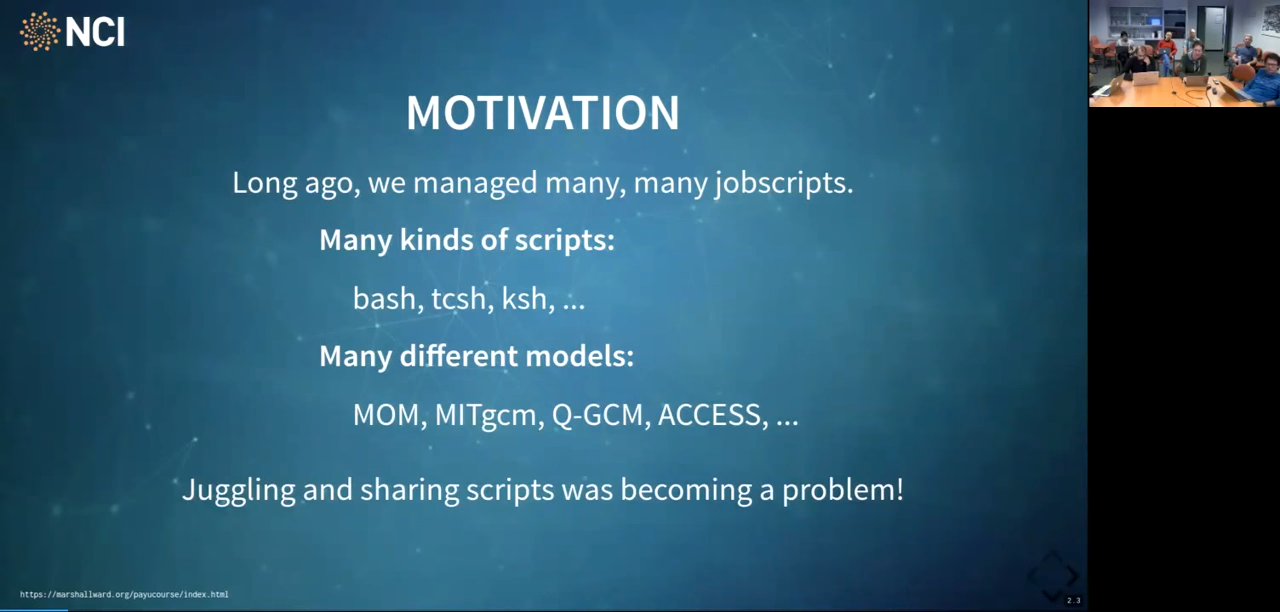 NCI
MOTIVATION
Long ago, we managed many, many jobscripts.
Many kinds of scripts:
bash, tcsh, ksh, ...
Many different models:
MOM, MITgcm, Q-GCM, ACCESS, ...
Juggling and sharing scripts was becoming a problem!
https://marshallward.org/payucourse/index.html
2.3